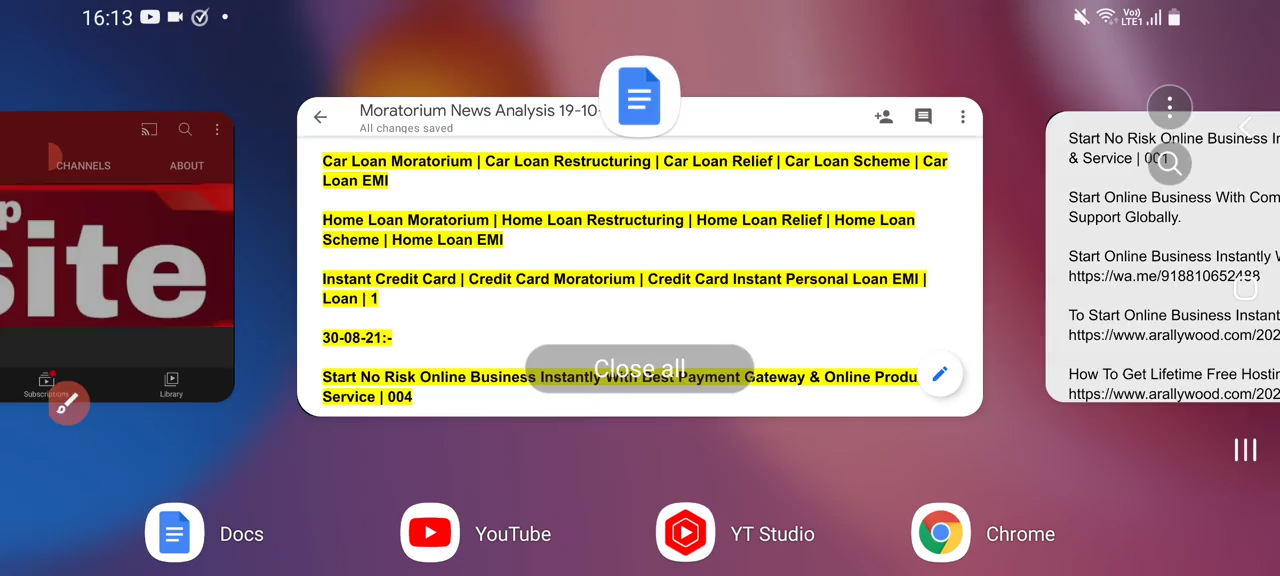 16:13
Vo)) LTE1
CHANNELS
ABOUT
p
site
Subscriptions
Library
Moratorium News Analysis 19-10-
All changes saved
Car Loan Moratorium | Car Loan Restructuring | Car Loan Relief | Car Loan Scheme | Car
Loan EMI
Home Loan Moratorium | Home Loan Restructuring | Home Loan Relief | Home Loan
Scheme | Home Loan EMI
Instant Credit Card | Credit Card Moratorium | Credit Card Instant Personal Loan EMI |
Loan | 1
30-08-21:-
Start No Risk Online Business Instantly With Best Payment Gateway & Online Produ
Service | 004
Close all
Start No Risk Online Business I
& Service | 001
Start Online Business With Com
Support Globally.
Start Online Business Instantly W
https://wa.me/918810652488
To Start Online Business Instant
https://www.arallywood.com/202
How To Get Lifetime Free Hostin
https://www.arallywood.com/202
Docs
YouTube
YT Studio
Chrome